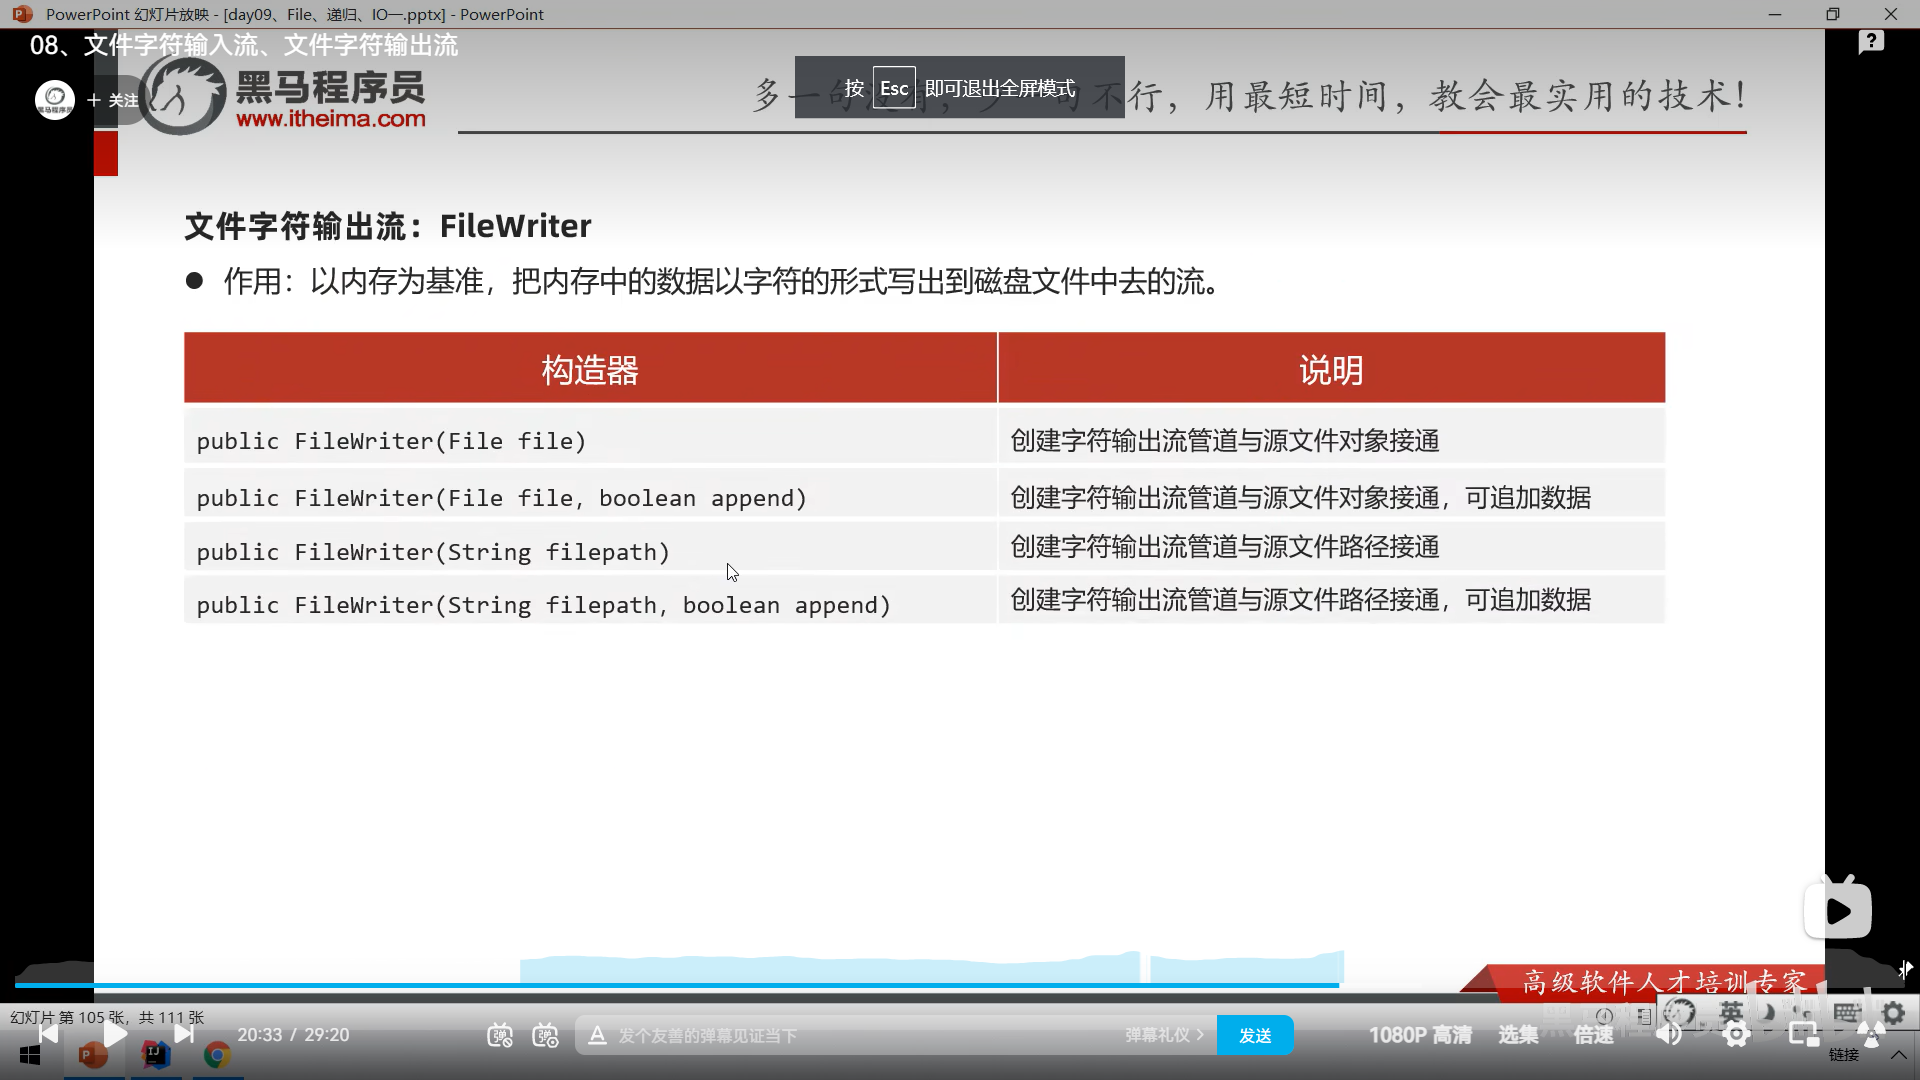 PowerPoint 幻灯片放映 - [day09、File、递归、IO一.pptx] - PowerPoint
08、文件字符输入流、文件字符输出流
+ 关注
黑马程序员
www.itheima.com
按 Esc 即可退出全屏模式
多一句没有，少一句不行，用最短时间，教会最实用的技术！
文件字符输出流：FileWriter
● 作用：以内存为基准，把内存中的数据以字符的形式写出到磁盘文件中去的流。
构造器 说明
public FileWriter(File file) 创建字符输出流管道与源文件对象接通
public FileWriter(File file, boolean append) 创建字符输出流管道与源文件对象接通，可追加数据
public FileWriter(String filepath) 创建字符输出流管道与源文件路径接通
public FileWriter(String filepath, boolean append) 创建字符输出流管道与源文件路径接通，可追加数据
高级软件人才培训专家
幻灯片 第 105 张，共 111 张
英
20:33 / 29:20
发个友善的弹幕见证当下
弹幕礼仪 >
发送
1080P 高清
选集
倍速
链接